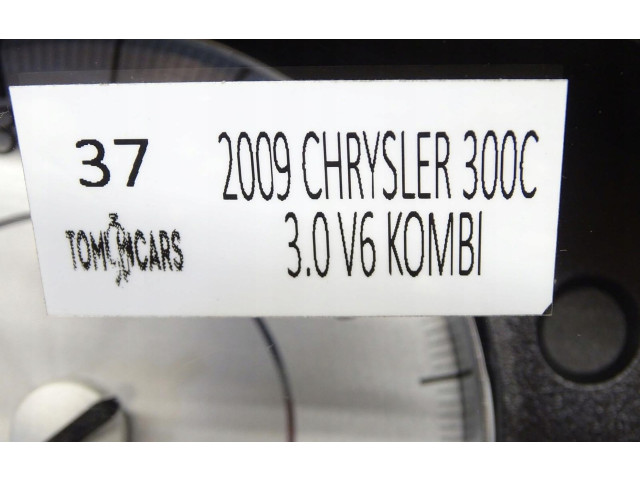 37
2009 CHRYSLER 300C
TOM CARS
3.0 V6 KOMBI